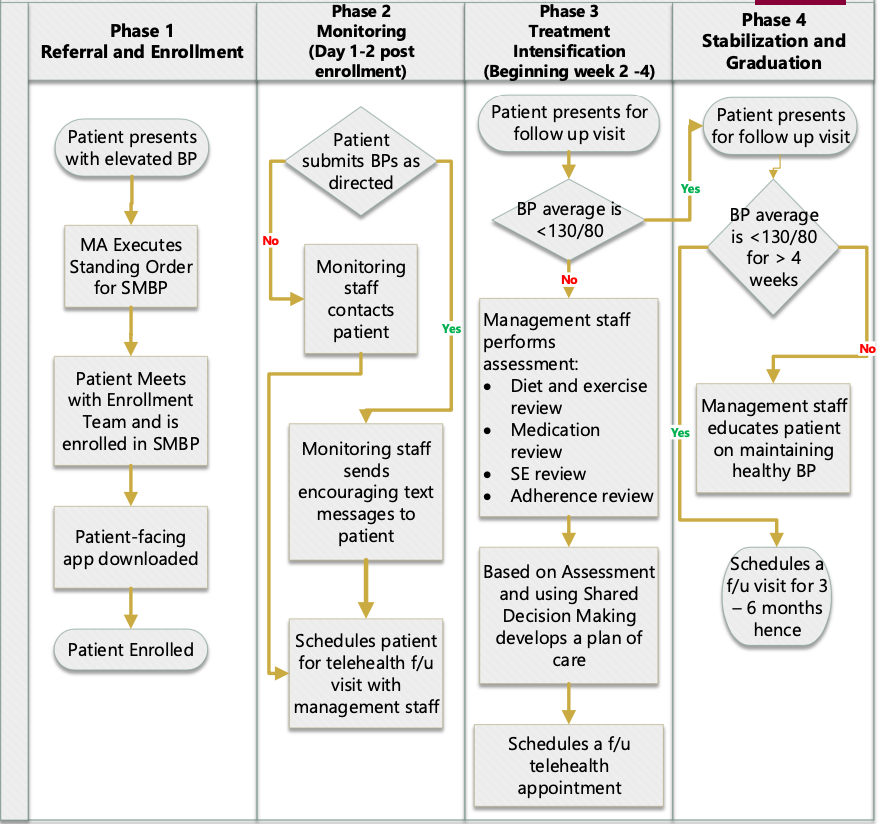 Phase 1
Referral and Enrollment
Patient presents
with elevated BP
MA Executes
Standing Order
for SMBP
Patient Meets
with Enrollment
Team and is
enrolled in SMBP
Patient-facing
app downloaded
Patient Enrolled
Phase 2
Monitoring
(Day 1-2 post
enrollment)
Patient
submits BPs as
directed
No
Yes
Monitoring
staff
contacts
patient
Monitoring staff
sends
encouraging text
messages to
patient
Schedules patient
for telehealth f/u
visit with
management staff
Phase 3
Treatment
Intensification
(Beginning week 2 -4)
Patient presents for
follow up visit
BP average is
<130/80
Yes
No
Management staff
performs
assessment:
• Diet and exercise
review
• Medication
review
• SE review
• Adherence review
Based on Assessment
and using Shared
Decision Making
develops a plan of
care
Schedules a f/u
telehealth
appointment
Phase 4
Stabilization and
Graduation
Patient presents
for follow up visit
BP average
is <130/80
for > 4
weeks
No
Yes
Management staff
educates patient
on maintaining
healthy BP
Schedules a
f/u visit for 3
– 6 months
hence